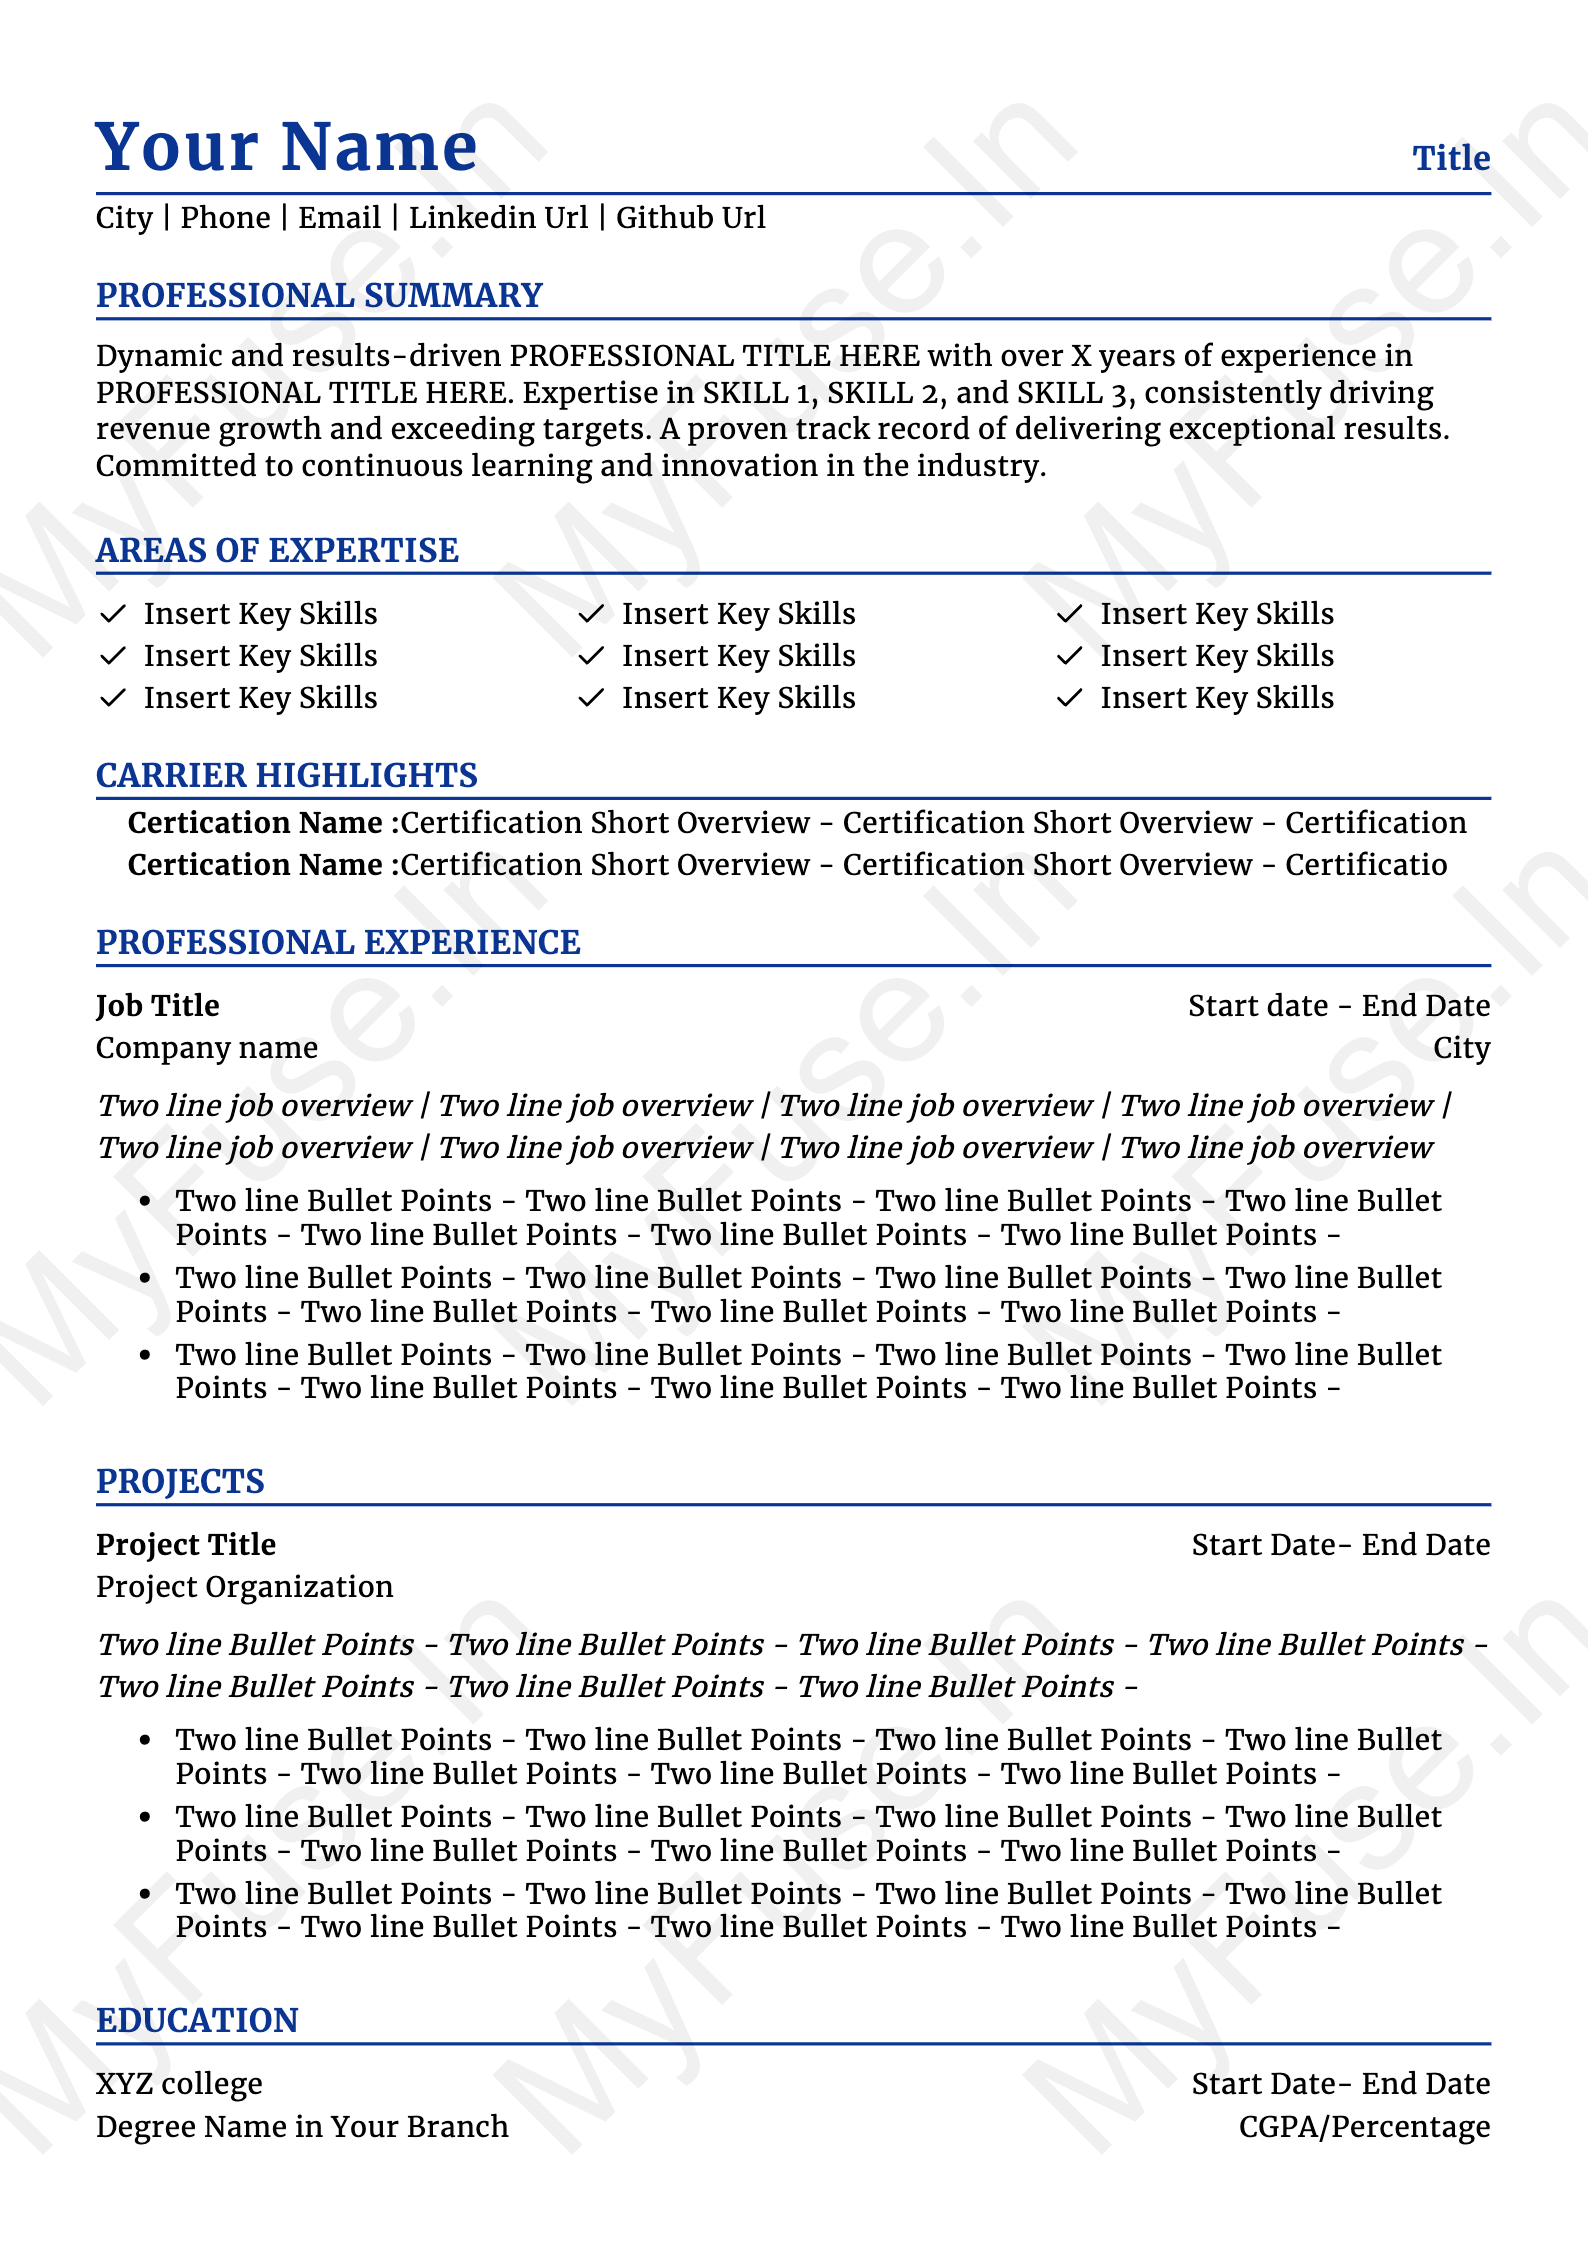 Your Name
Title
City | Phone | Email | Linkedin Url | Github Url
PROFESSIONAL SUMMARY
Dynamic and results-driven PROFESSIONAL TITLE HERE with over X years of experience in
PROFESSIONAL TITLE HERE. Expertise in SKILL 1, SKILL 2, and SKILL 3, consistently driving
revenue growth and exceeding targets. A proven track record of delivering exceptional results.
Committed to continuous learning and innovation in the industry.
AREAS OF EXPERTISE
✓ Insert Key Skills ✓ Insert Key Skills ✓ Insert Key Skills
✓ Insert Key Skills ✓ Insert Key Skills ✓ Insert Key Skills
✓ Insert Key Skills ✓ Insert Key Skills ✓ Insert Key Skills
CARRIER HIGHLIGHTS
Certication Name :Certification Short Overview - Certification Short Overview - Certification
Certication Name :Certification Short Overview - Certification Short Overview - Certificatio
PROFESSIONAL EXPERIENCE
Job Title Start date - End Date
Company name City
Two line job overview | Two line job overview | Two line job overview | Two line job overview |
Two line job overview | Two line job overview | Two line job overview | Two line job overview
• Two line Bullet Points - Two line Bullet Points - Two line Bullet Points - Two line Bullet
Points - Two line Bullet Points - Two line Bullet Points - Two line Bullet Points -
• Two line Bullet Points - Two line Bullet Points - Two line Bullet Points - Two line Bullet
Points - Two line Bullet Points - Two line Bullet Points - Two line Bullet Points -
• Two line Bullet Points - Two line Bullet Points - Two line Bullet Points - Two line Bullet
Points - Two line Bullet Points - Two line Bullet Points - Two line Bullet Points -
PROJECTS
Project Title Start Date- End Date
Project Organization
Two line Bullet Points - Two line Bullet Points - Two line Bullet Points - Two line Bullet Points -
Two line Bullet Points - Two line Bullet Points - Two line Bullet Points -
• Two line Bullet Points - Two line Bullet Points - Two line Bullet Points - Two line Bullet
Points - Two line Bullet Points - Two line Bullet Points - Two line Bullet Points -
• Two line Bullet Points - Two line Bullet Points - Two line Bullet Points - Two line Bullet
Points - Two line Bullet Points - Two line Bullet Points - Two line Bullet Points -
• Two line Bullet Points - Two line Bullet Points - Two line Bullet Points - Two line Bullet
Points - Two line Bullet Points - Two line Bullet Points - Two line Bullet Points -
EDUCATION
XYZ college Start Date- End Date
Degree Name in Your Branch CGPA/Percentage
MyFuse.In
MyFuse.In
MyFuse.In
MyFuse.In
MyFuse.In
MyFuse.In
MyFuse.In
MyFuse.In
MyFuse.In